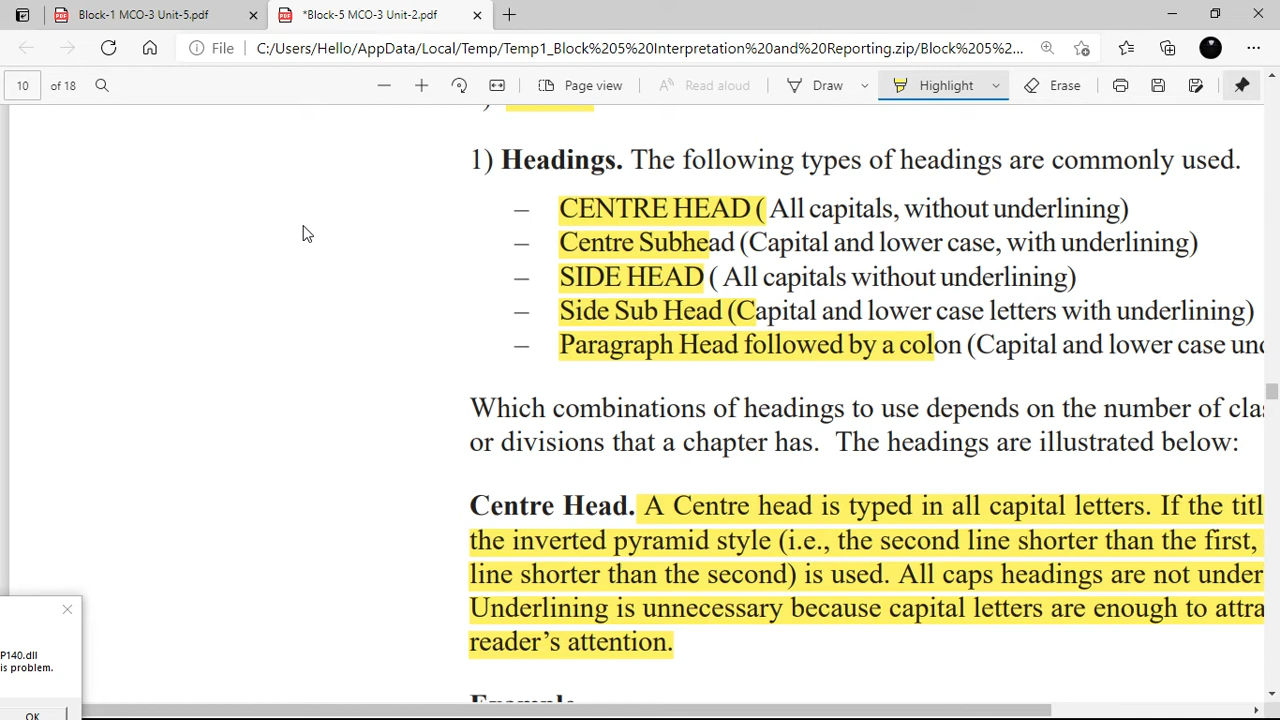 Block-1 MCO-3 Unit-5.pdf
*Block-5 MCO-3 Unit-2.pdf
File
C:/Users/Hello/AppData/Local/Temp/Temp1_Block%205%20Interpretation%20and%20Reporting.zip/Block%205%2...
10 of 18
Page view
Read aloud
Draw
Highlight
Erase
1) Headings. The following types of headings are commonly used.
– CENTRE HEAD ( All capitals, without underlining)
– Centre Subhead (Capital and lower case, with underlining)
– SIDE HEAD ( All capitals without underlining)
– Side Sub Head (Capital and lower case letters with underlining)
– Paragraph Head followed by a colon (Capital and lower case
Which combinations of headings to use depends on the number of
or divisions that a chapter has. The headings are illustrated below:
Centre Head. A Centre head is typed in all capital letters. If the
the inverted pyramid style (i.e., the second line shorter than the first,
line shorter than the second) is used. All caps headings are not
Underlining is unnecessary because capital letters are enough to
reader's attention.
Example
P140.dll
is problem.
OK